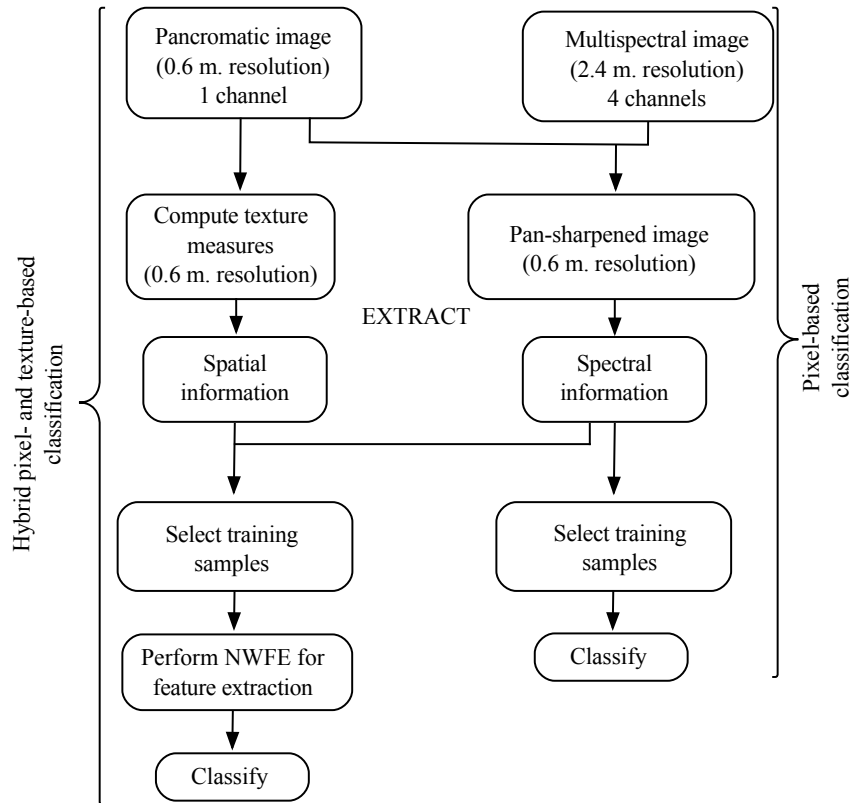 Pancromatic image
(0.6 m. resolution)
1 channel
Multispectral image
(2.4 m. resolution)
4 channels
Compute texture
measures
(0.6 m. resolution)
Pan-sharpened image
(0.6 m. resolution)
EXTRACT
Spatial
information
Spectral
information
Select training
samples
Select training
samples
Perform NWFE for
feature extraction
Classify
Classify
Hybrid pixel- and texture-based
classification
Pixel-based
classification